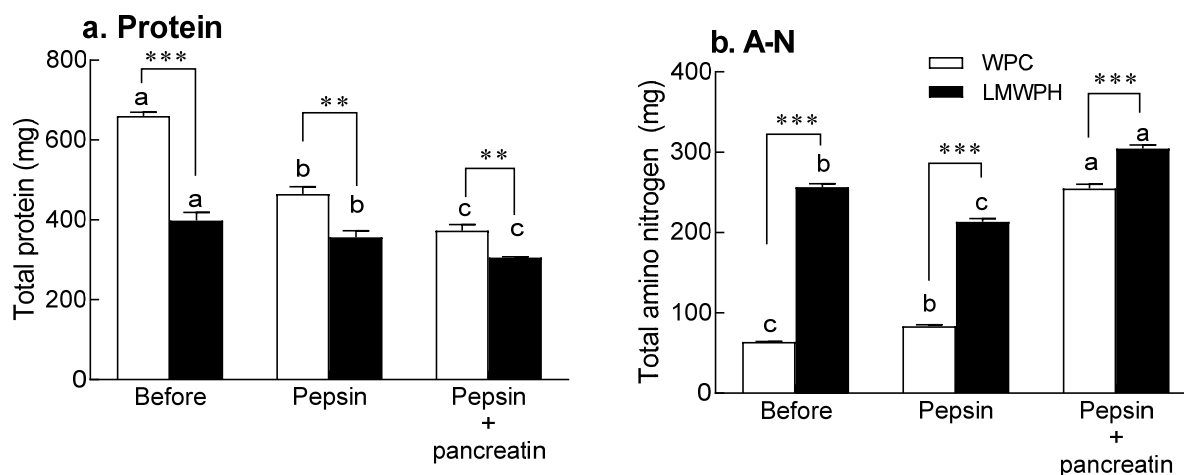 a. Protein
Total protein (mg)
800
600
400
200
0
***
**
**
a
a
b
b
c
c
Before
Pepsin
Pepsin
+
pancreatin
b. A-N
WPC
LMWPH
Total amino nitrogen (mg)
400
300
200
100
0
***
***
***
c
b
b
c
a
a
Before
Pepsin
Pepsin
+
pancreatin